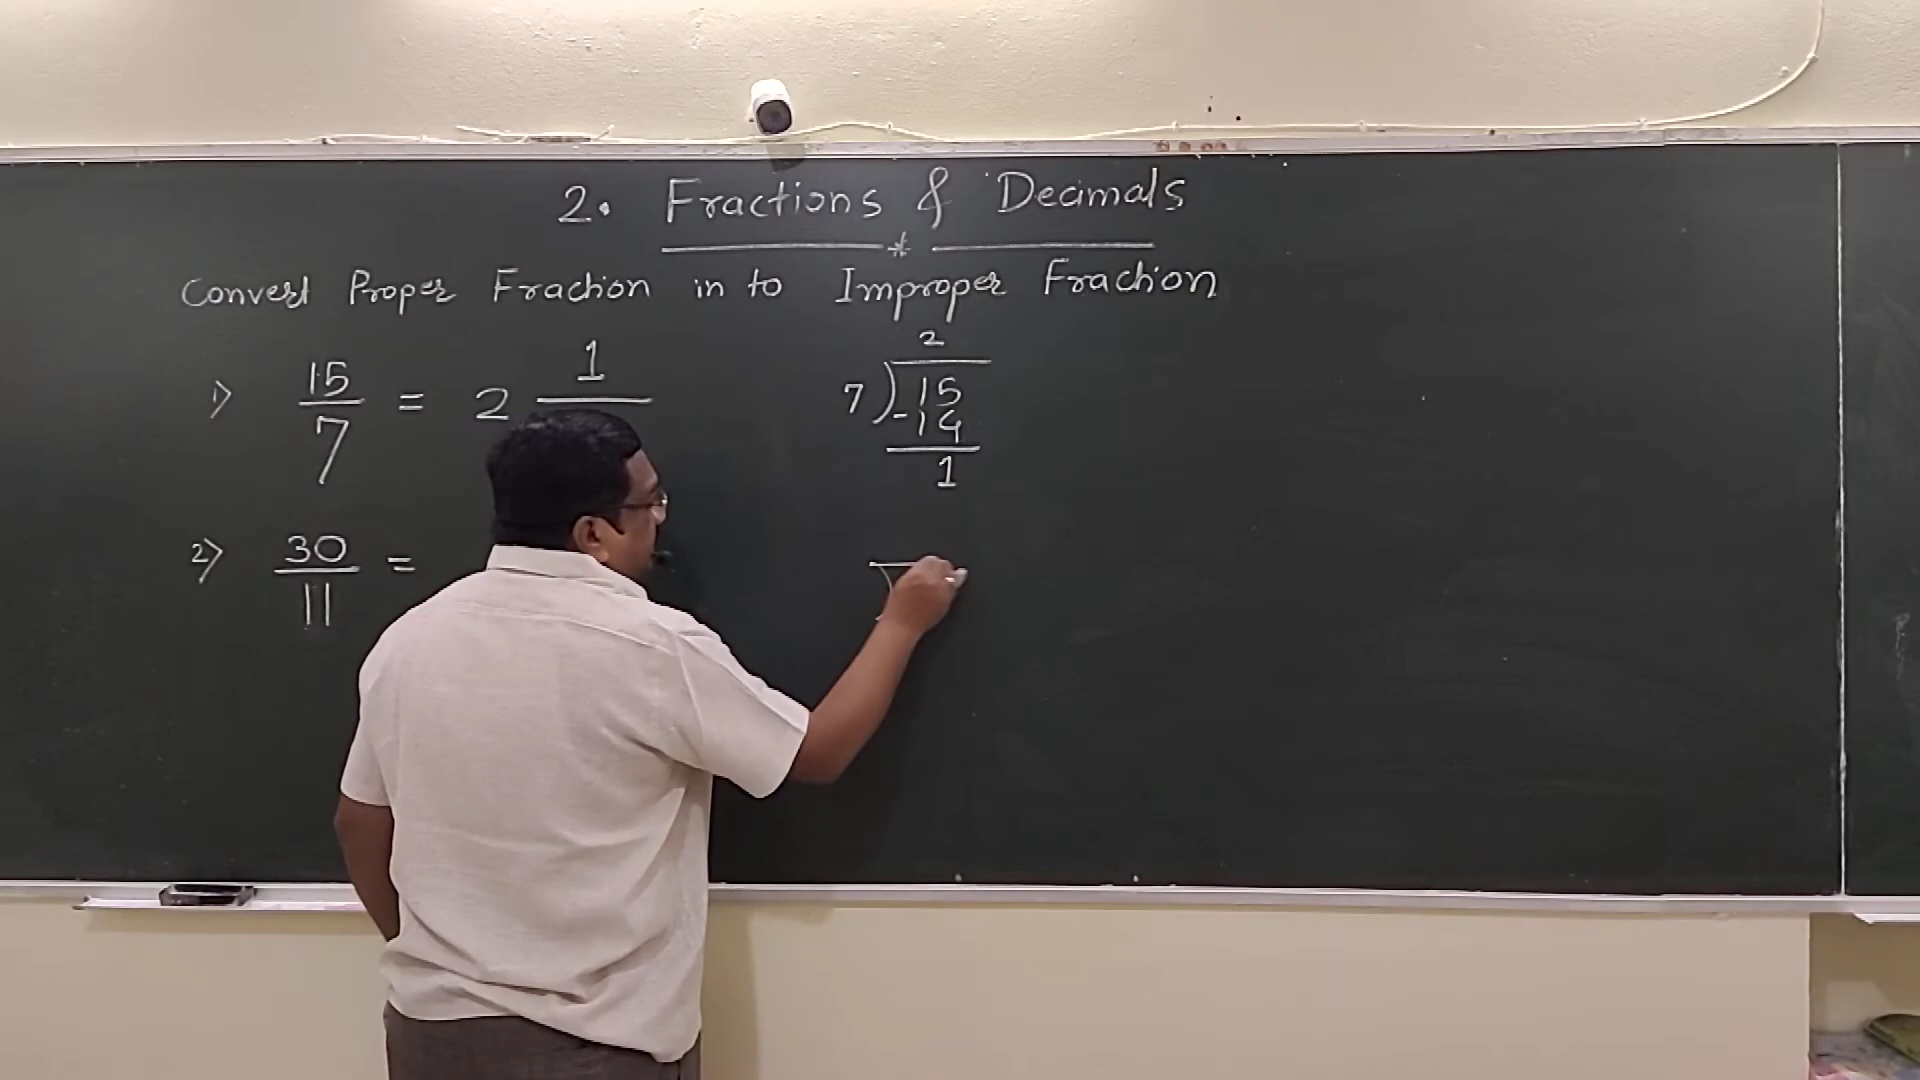 2. Fractions & Decimals
*
Convert Proper Fraction in to Improper Fraction
1) 15/7 = 2 1/
2
7)15
-14
1
2) 30/11 =